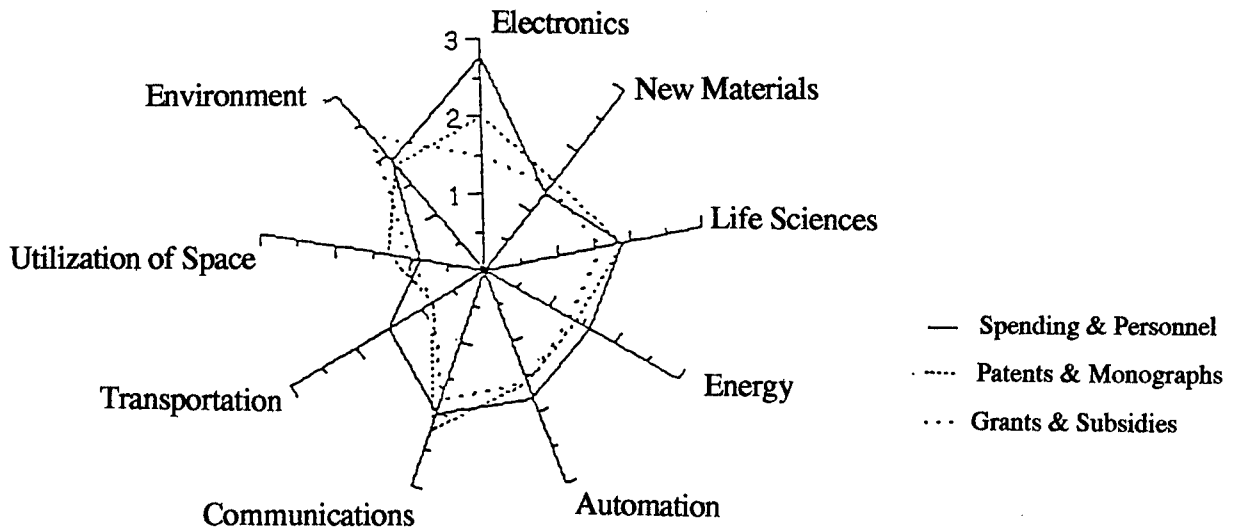 Electronics
3
New Materials
Environment
2
1
Life Sciences
Utilization of Space
Spending & Personnel
Patents & Monographs
Energy
Transportation
Grants & Subsidies
Automation
Communications